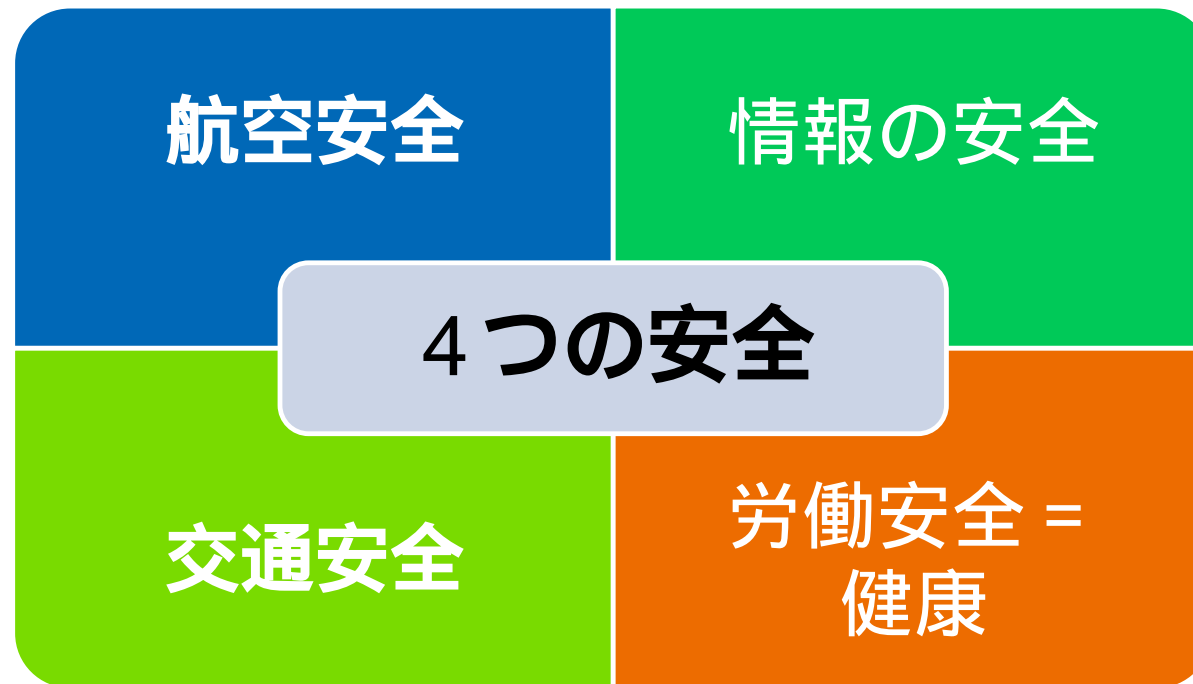 航空安全
情報の安全
４つの安全
交通安全
労働安全 =
健康